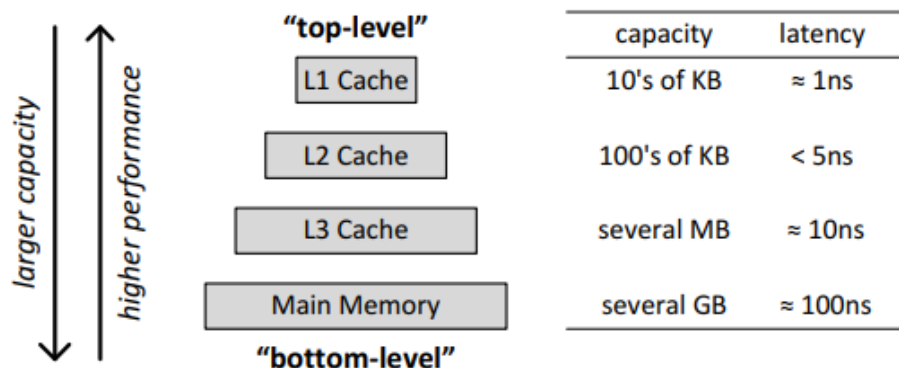 “top-level”
capacity latency
L1 Cache
10's of KB ≈ 1ns
L2 Cache
100's of KB < 5ns
L3 Cache
several MB ≈ 10ns
Main Memory
several GB ≈ 100ns
“bottom-level”
larger capacity
higher performance